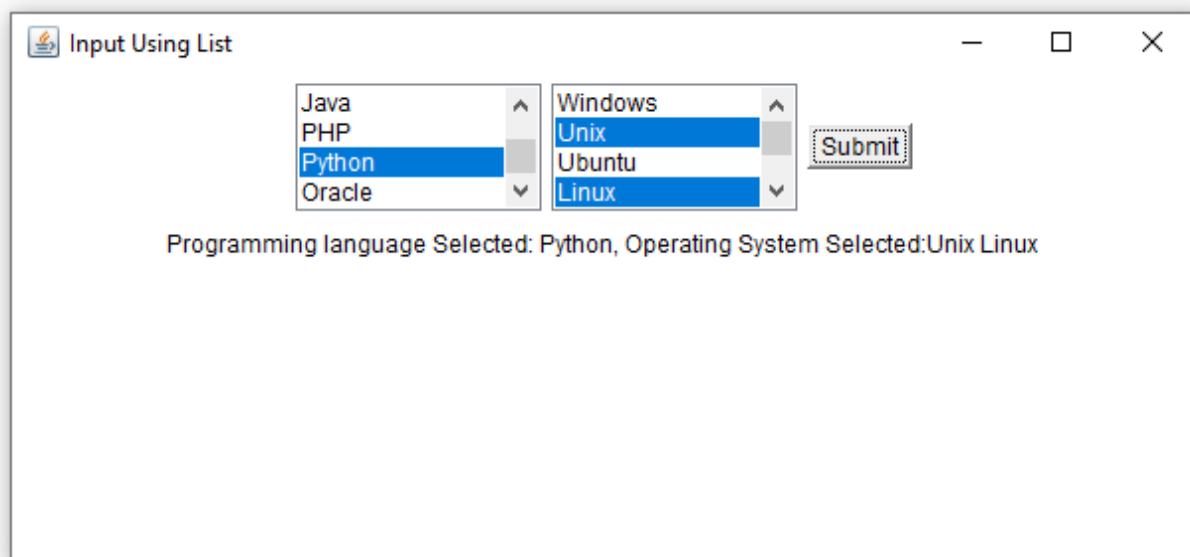 Input Using List
Java
PHP
Python
Oracle
Windows
Unix
Ubuntu
Linux
Submit
Programming language Selected: Python, Operating System Selected:Unix Linux